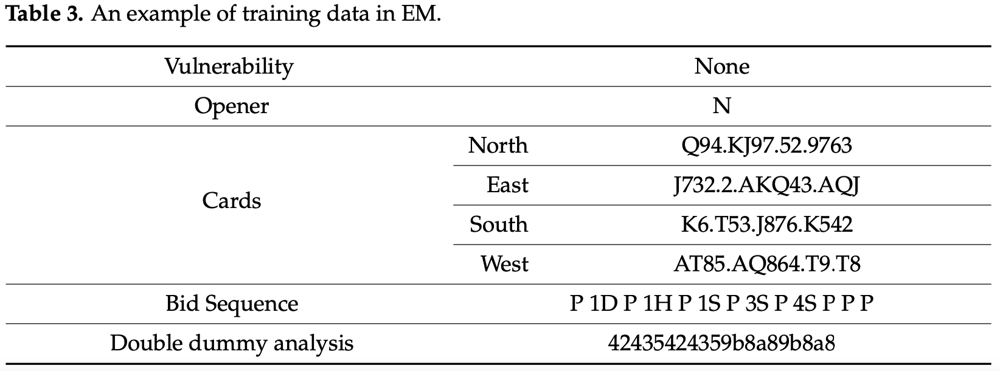 Table 3. An example of training data in EM.
Vulnerability None
Opener N
Cards
North Q94.KJ97.52.9763
East J732.2.AKQ43.AQJ
South K6.T53.J876.K542
West AT85.AQ864.T9.T8
Bid Sequence P 1D P 1H P 1S P 3S P 4S P P P
Double dummy analysis 42435424359b8a89b8a8